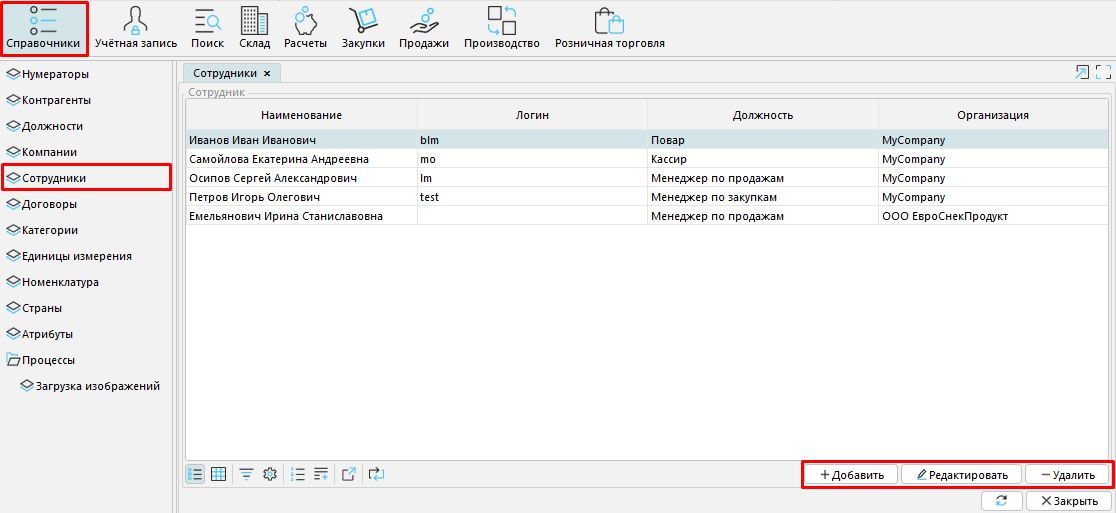 Справочники Учётная запись Поиск Склад Расчеты Закупки Продажи Производство Розничная торговля
Нумераторы
Контрагенты
Должности
Компании
Сотрудники
Договоры
Категории
Единицы измерения
Номенклатура
Страны
Атрибуты
Процессы
Загрузка изображений
Сотрудники ×
Сотрудник
Наименование Логин Должность Организация
Иванов Иван Иванович blm Повар MyCompany
Самойлова Екатерина Андреевна mo Кассир MyCompany
Осипов Сергей Александрович lm Менеджер по продажам MyCompany
Петров Игорь Олегович test Менеджер по закупкам MyCompany
Емельянович Ирина Станиславовна Менеджер по продажам ООО ЕвроСнекПродукт
Добавить Редактировать Удалить
Закрыть